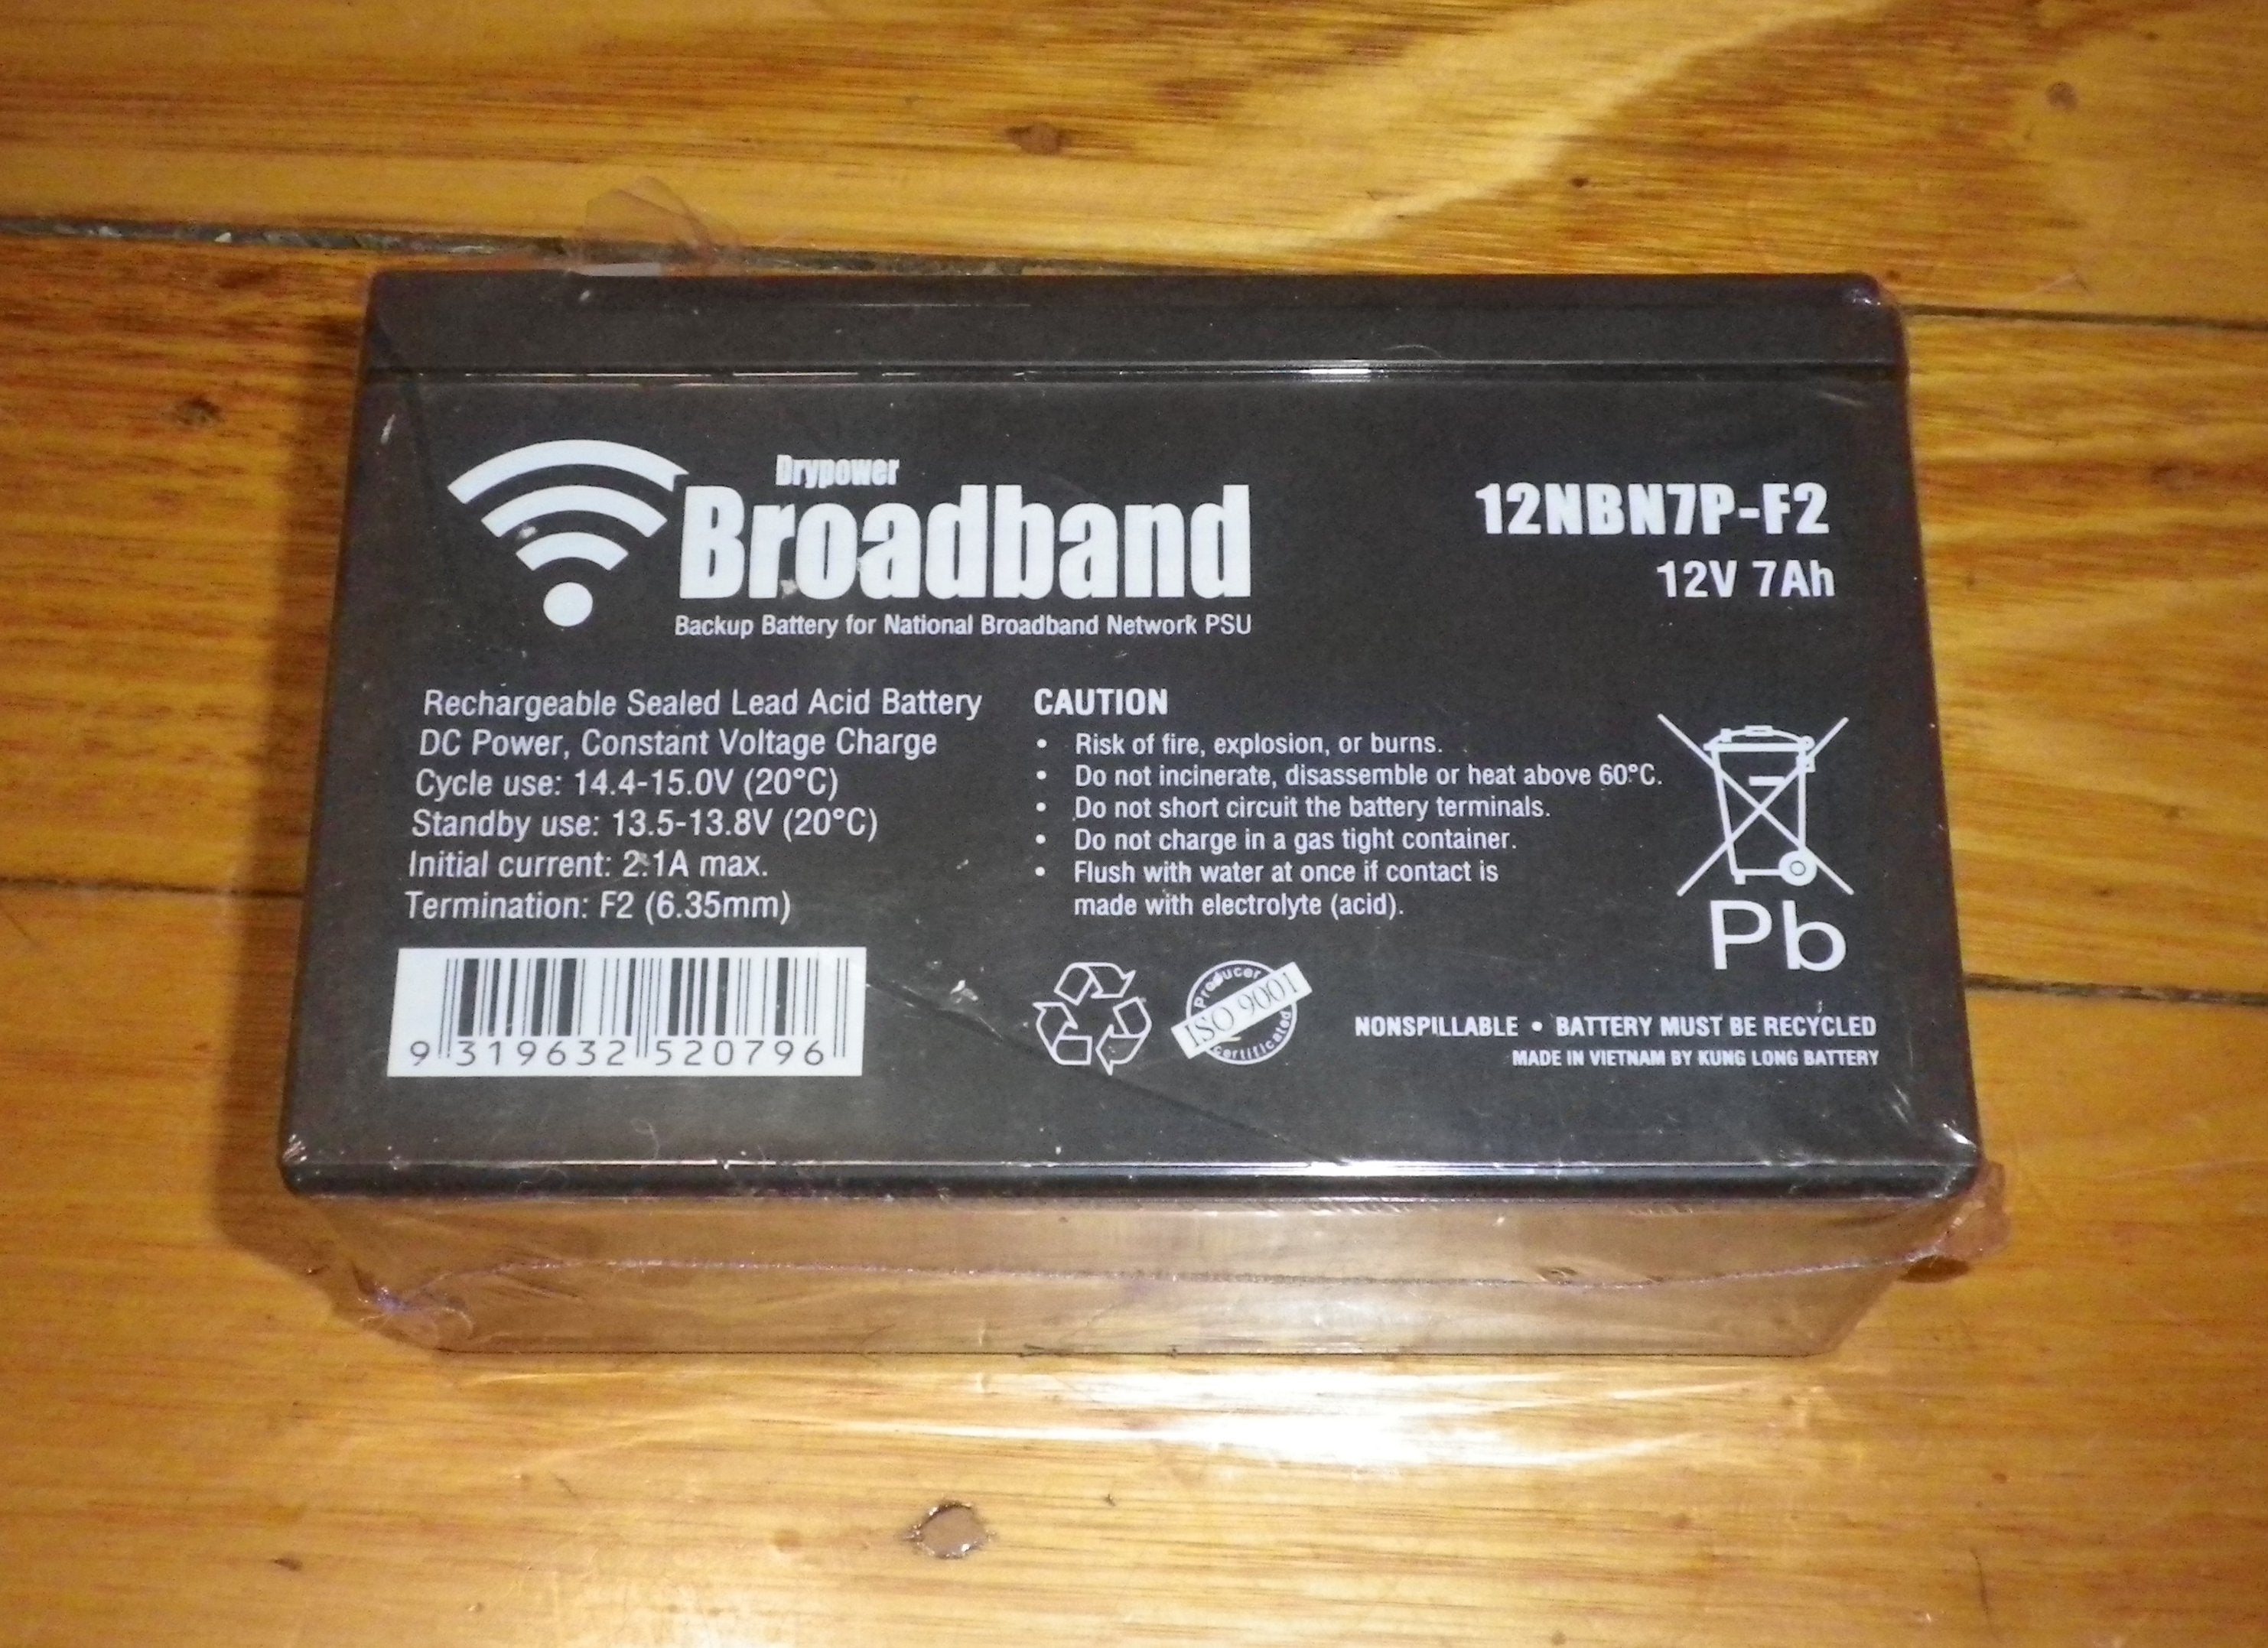 Drypower
Broadband
Backup Battery for National Broadband Network PSU
12NBN7P-F2
12V 7Ah
Rechargeable Sealed Lead Acid Battery
DC Power, Constant Voltage Charge
Cycle use: 14.4-15.0V (20°C)
Standby use: 13.5-13.8V (20°C)
Initial current: 2.1A max.
Termination: F2 (6.35mm)
9 319632 520796
CAUTION
• Risk of fire, explosion, or burns.
• Do not incinerate, disassemble or heat above 60°C.
• Do not short circuit the battery terminals.
• Do not charge in a gas tight container.
• Flush with water at once if contact is
made with electrolyte (acid).
Pb
Producer
ISO 9001
certificated
NONSPILLABLE • BATTERY MUST BE RECYCLED
MADE IN VIETNAM BY KUNG LONG BATTERY